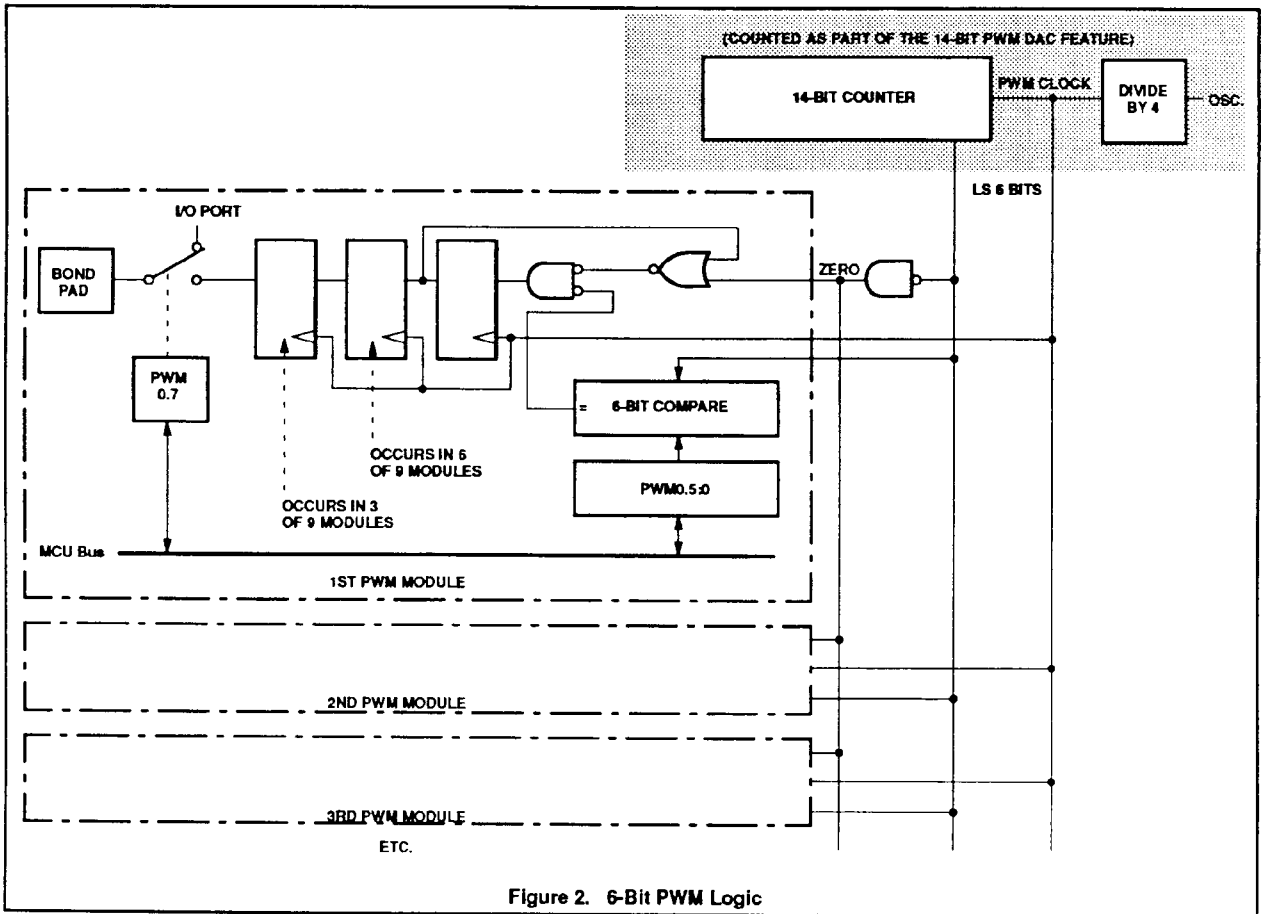 (COUNTED AS PART OF THE 14-BIT PWM DAC FEATURE)
14-BIT COUNTER
PWM CLOCK
DIVIDE
BY 4
OSC.
LS 6 BITS
I/O PORT
BOND
PAD
ZERO
PWM
0.7
= 6-BIT COMPARE
OCCURS IN 6
OF 9 MODULES
PWM0.5:0
OCCURS IN 3
OF 9 MODULES
MCU Bus
1ST PWM MODULE
2ND PWM MODULE
3RD PWM MODULE
ETC.
Figure 2. 6-Bit PWM Logic